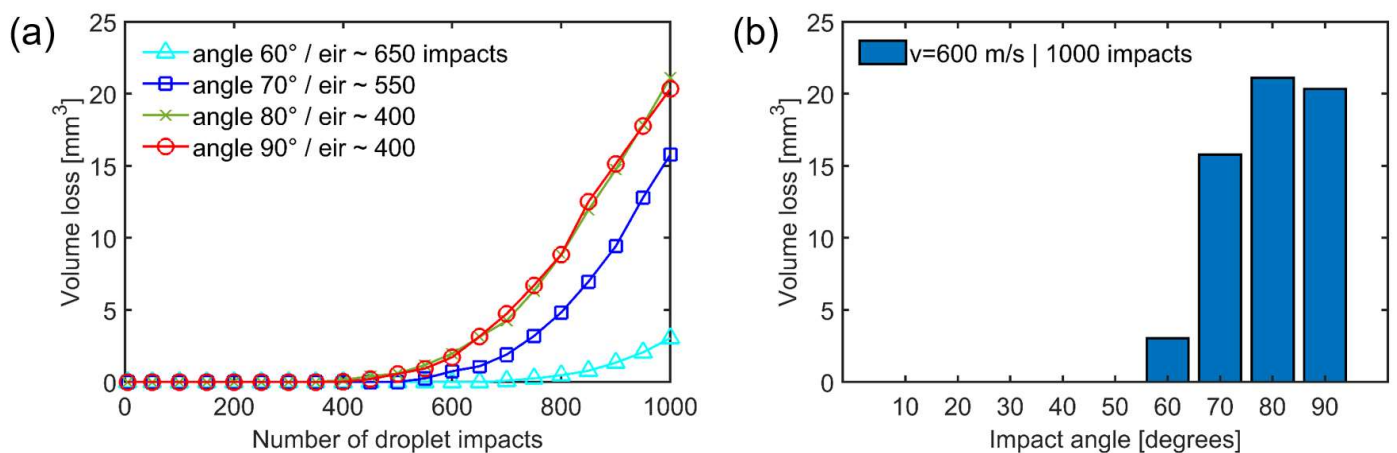 (a)
25
20
15
10
5
0
Volume loss [mm³]
angle 60° / eir ~ 650 impacts
angle 70° / eir ~ 550
angle 80° / eir ~ 400
angle 90° / eir ~ 400
0 200 400 600 800 1000
Number of droplet impacts
(b)
25
20
15
10
5
0
Volume loss [mm³]
v=600 m/s | 1000 impacts
10 20 30 40 50 60 70 80 90
Impact angle [degrees]